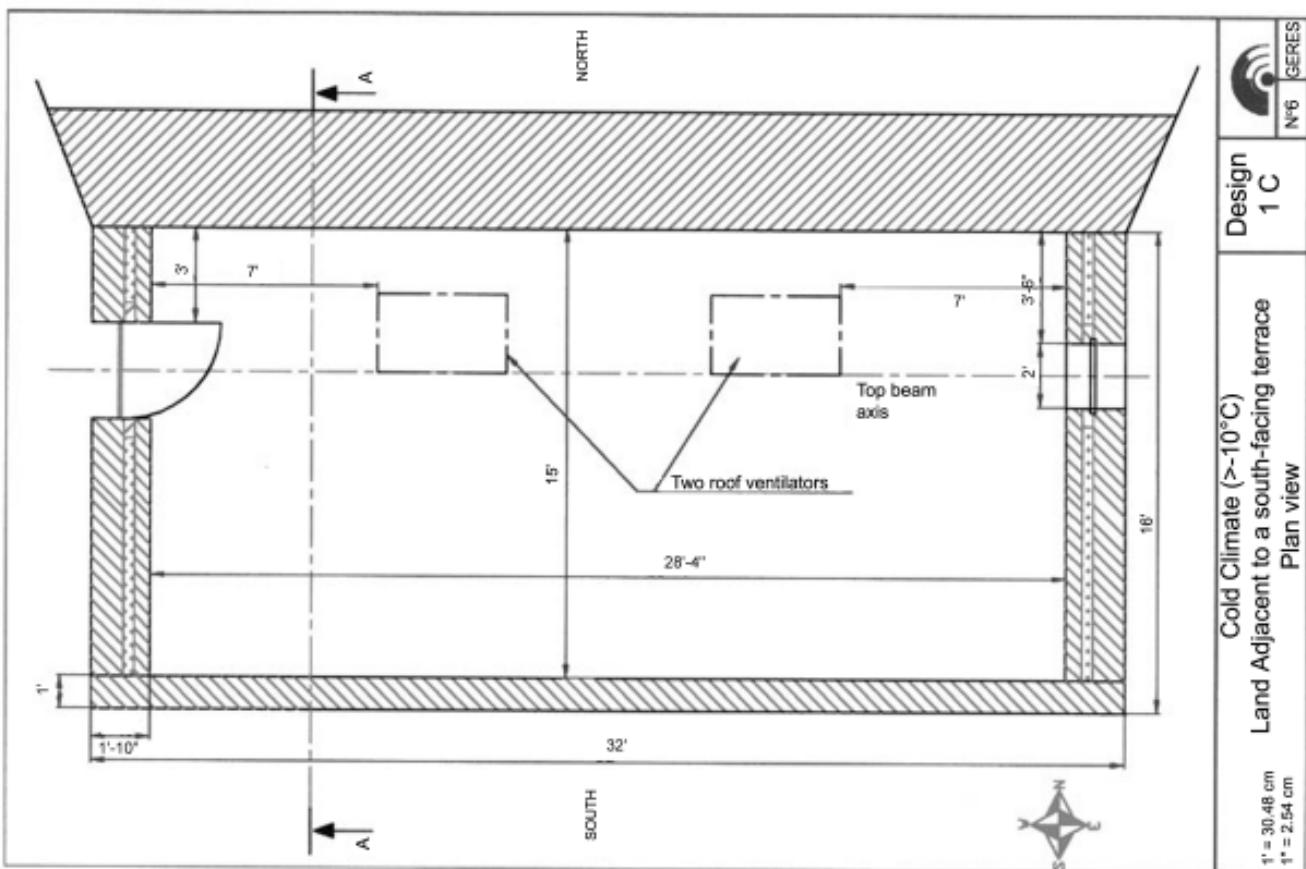 NORTH
A
3'
7'
7'
3'-6"
2'
Top beam
axis
15'
Two roof ventilators
28'-4"
16'
1'
1'-10"
32'
SOUTH
A
N
S
Cold Climate (>-10°C)
Land Adjacent to a south-facing terrace
Plan view
Design
1 C
Nº6
GERES
1' = 30.48 cm
1" = 2.54 cm